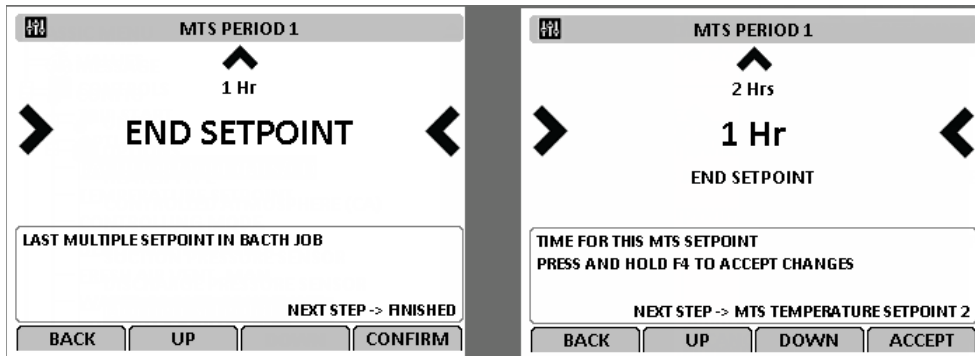 MTS PERIOD 1
1 Hr
END SETPOINT
LAST MULTIPLE SETPOINT IN BACTH JOB
NEXT STEP -> FINISHED
BACK
UP
CONFIRM
MTS PERIOD 1
2 Hrs
1 Hr
END SETPOINT
TIME FOR THIS MTS SETPOINT
PRESS AND HOLD F4 TO ACCEPT CHANGES
NEXT STEP -> MTS TEMPERATURE SETPOINT 2
BACK
UP
DOWN
ACCEPT